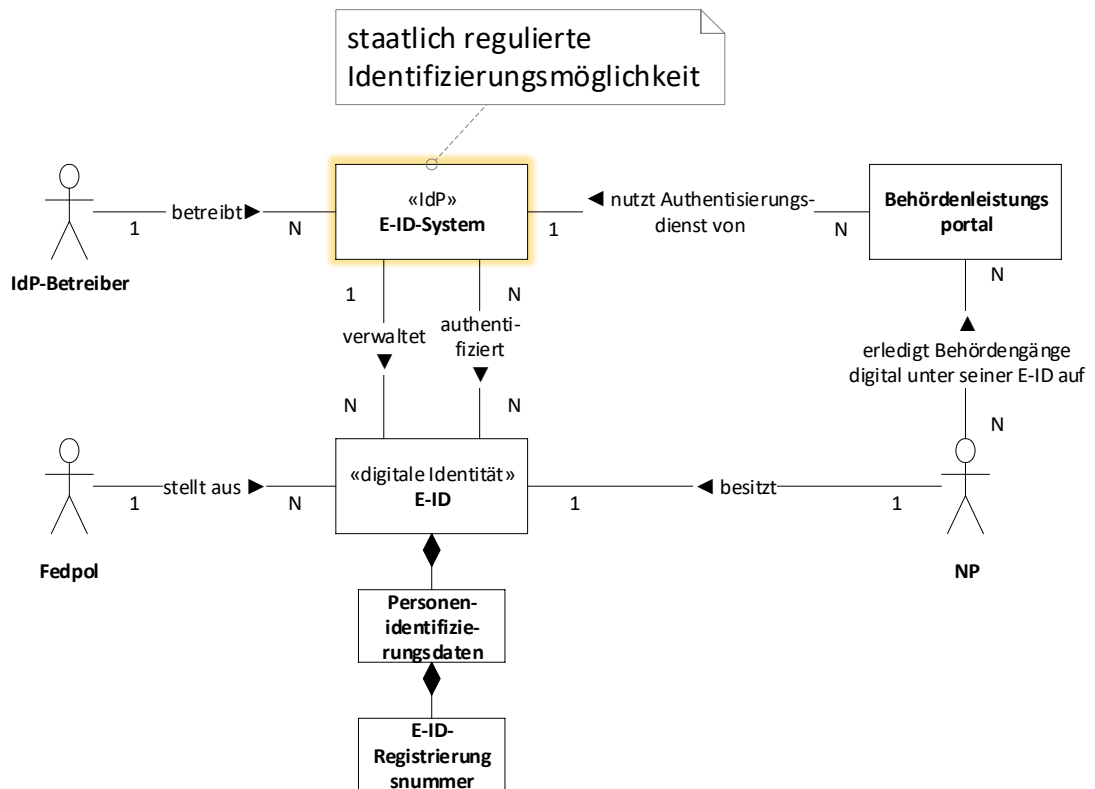 staatlich regulierte
Identifizierungsmöglichkeit
«IdP»
E-ID-System
betreibt
1
N
IdP-Betreiber
nutzt Authentisierungs-
dienst von
1
N
Behördenleistungs
portal
1
N
verwaltet
authenti-
fiziert
N
N
N
erledigt Behördengänge
digital unter seiner E-ID auf
N
«digitale Identität»
E-ID
stellt aus
1
N
Fedpol
besitzt
1
1
NP
Personen-
identifizie-
rungsdaten
E-ID-
Registrierung
snummer